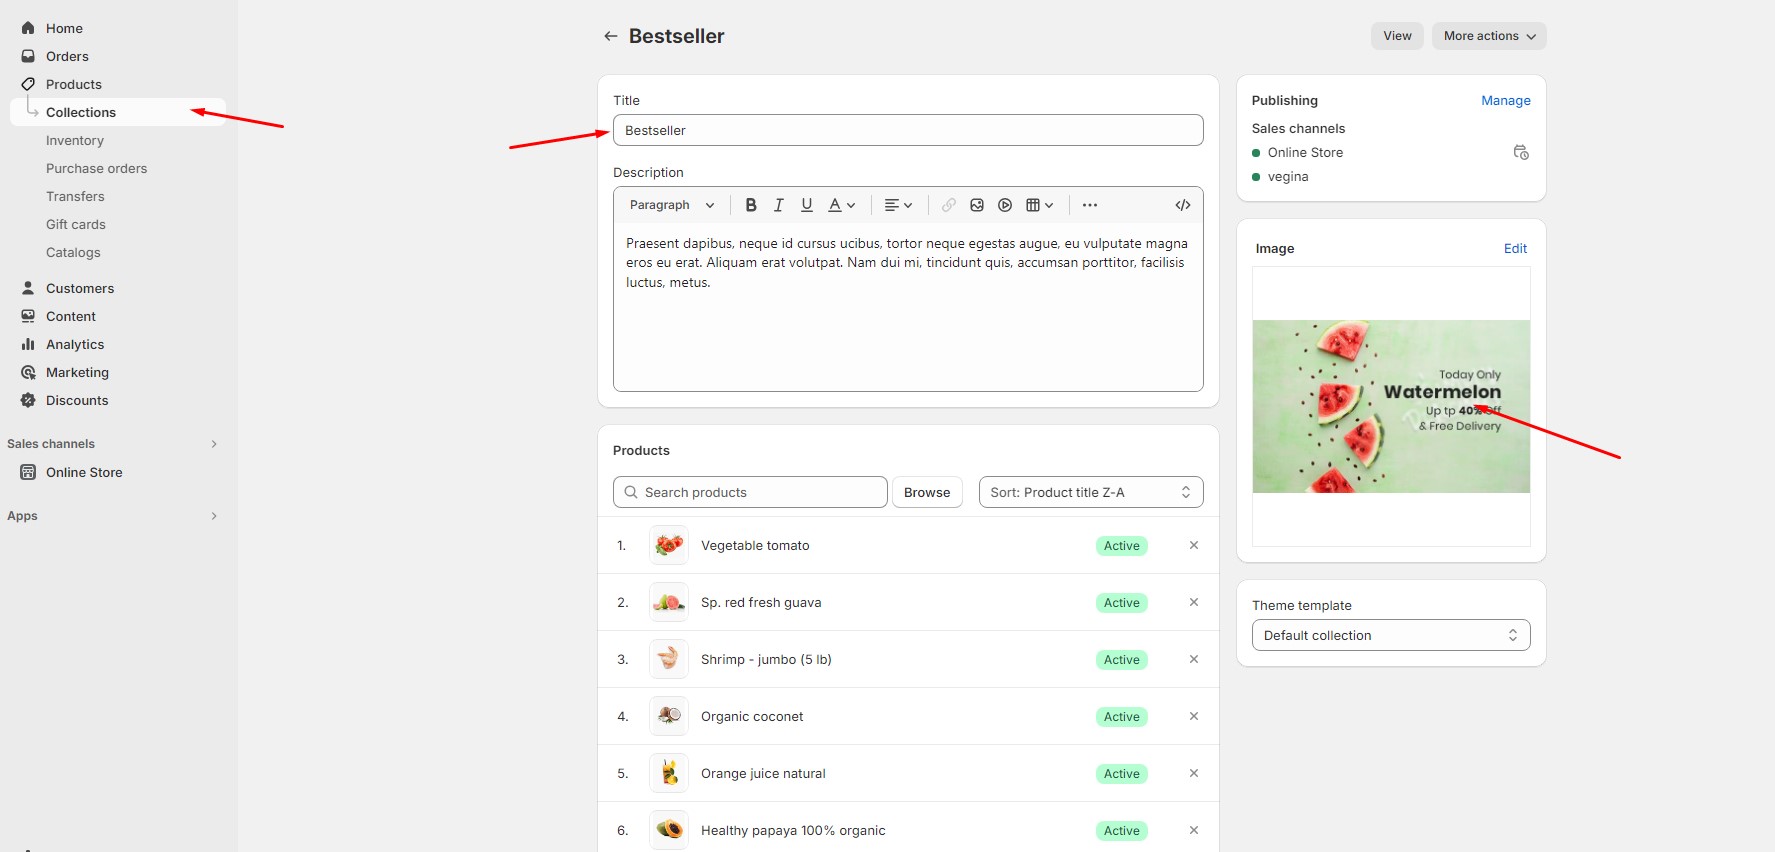 Home
Orders
Products
Collections
Inventory
Purchase orders
Transfers
Gift cards
Catalogs
Customers
Content
Analytics
Marketing
Discounts
Sales channels
Online Store
Apps
Bestseller
View
More actions
Title
Bestseller
Description
Paragraph
B I U A
Praesent dapibus, neque id cursus ucibus, tortor neque egestas augue, eu vulputate magna
eros eu erat. Aliquam erat volutpat. Nam dui mi, tincidunt quis, accumsan porttitor, facilisis
luctus, metus.
Products
Search products
Browse
Sort: Product title Z-A
1. Vegetable tomato Active
2. Sp. red fresh guava Active
3. Shrimp - jumbo (5 lb) Active
4. Organic coconet Active
5. Orange juice natural Active
6. Healthy papaya 100% organic Active
Publishing
Manage
Sales channels
Online Store
vegina
Image
Edit
Today Only
Watermelon
Up tp 40% Off
& Free Delivery
Theme template
Default collection